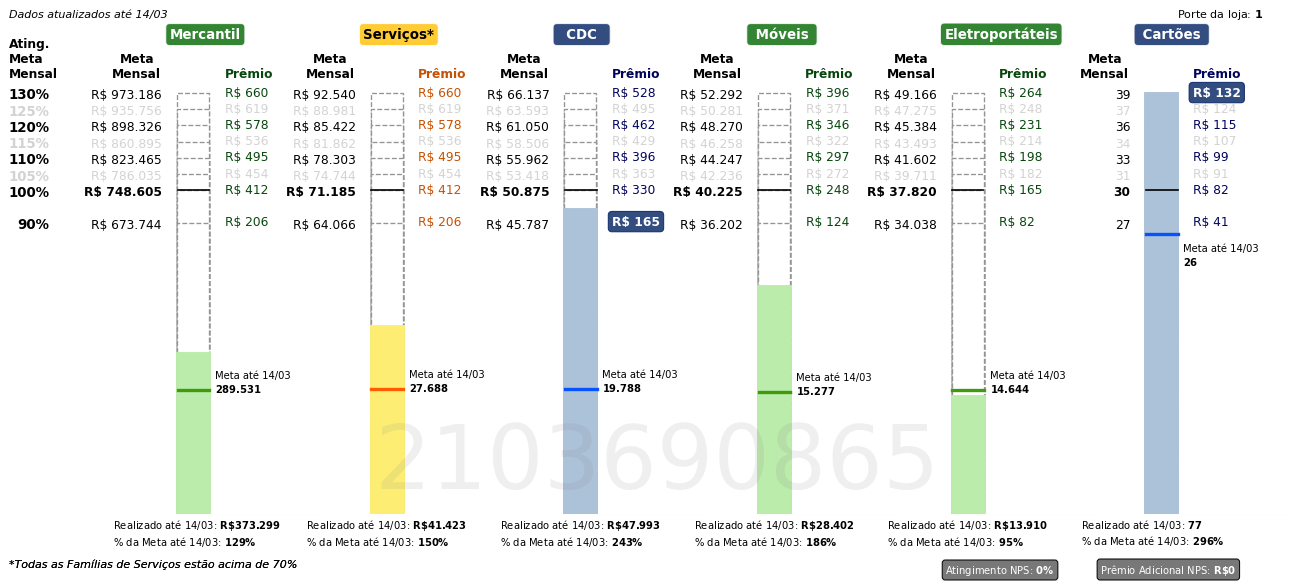 Dados atualizados até 14/03
Porte da loja: 1
Mercantil Serviços* CDC Móveis Eletroportáteis Cartões
Ating. Meta Mensal
Meta Mensal Prêmio Meta Mensal Prêmio Meta Mensal Prêmio Meta Mensal Prêmio Meta Mensal Prêmio Meta Mensal Prêmio
130% R$ 973.186 R$ 660 R$ 92.540 R$ 660 R$ 66.137 R$ 528 R$ 52.292 R$ 396 R$ 49.166 R$ 264 39 R$ 132
125% R$ 935.756 R$ 619 R$ 88.981 R$ 619 R$ 63.593 R$ 495 R$ 50.281 R$ 371 R$ 47.275 R$ 248 37 R$ 124
120% R$ 898.326 R$ 578 R$ 85.422 R$ 578 R$ 61.050 R$ 462 R$ 48.270 R$ 346 R$ 45.384 R$ 231 36 R$ 115
115% R$ 860.895 R$ 536 R$ 81.862 R$ 536 R$ 58.506 R$ 429 R$ 46.258 R$ 322 R$ 43.493 R$ 214 34 R$ 107
110% R$ 823.465 R$ 495 R$ 78.303 R$ 495 R$ 55.962 R$ 396 R$ 44.247 R$ 297 R$ 41.602 R$ 198 33 R$ 99
105% R$ 786.035 R$ 454 R$ 74.744 R$ 454 R$ 53.418 R$ 363 R$ 42.236 R$ 272 R$ 39.711 R$ 182 31 R$ 91
100% R$ 748.605 R$ 412 R$ 71.185 R$ 412 R$ 50.875 R$ 330 R$ 40.225 R$ 248 R$ 37.820 R$ 165 30 R$ 82
90% R$ 673.744 R$ 206 R$ 64.066 R$ 206 R$ 45.787 R$ 165 R$ 36.202 R$ 124 R$ 34.038 R$ 82 27 R$ 41
Meta até 14/03
26
Meta até 14/03 Meta até 14/03 Meta até 14/03 Meta até 14/03 Meta até 14/03
289.531 27.688 19.788 15.277 14.644
2103690865
Realizado até 14/03: R$373.299 Realizado até 14/03: R$41.423 Realizado até 14/03: R$47.993 Realizado até 14/03: R$28.402 Realizado até 14/03: R$13.910 Realizado até 14/03: 77
% da Meta até 14/03: 129% % da Meta até 14/03: 150% % da Meta até 14/03: 243% % da Meta até 14/03: 186% % da Meta até 14/03: 95% % da Meta até 14/03: 296%
*Todas as Famílias de Serviços estão acima de 70%
Atingimento NPS: 0% Prêmio Adicional NPS: R$0